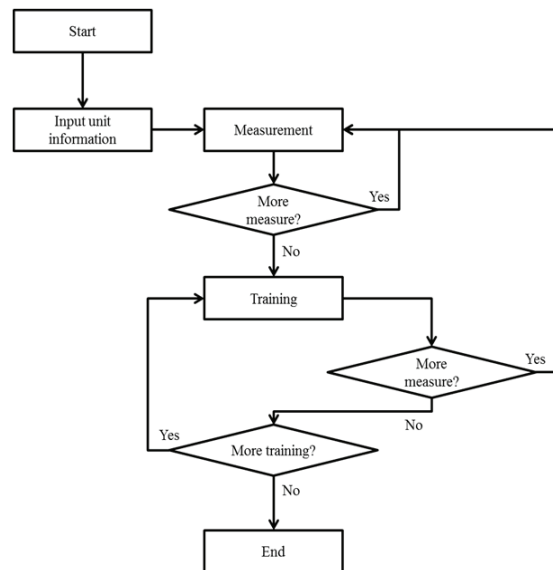 Start
Input unit
information
Measurement
More
measure?
Yes
No
Training
More
measure?
Yes
No
More training?
Yes
No
End